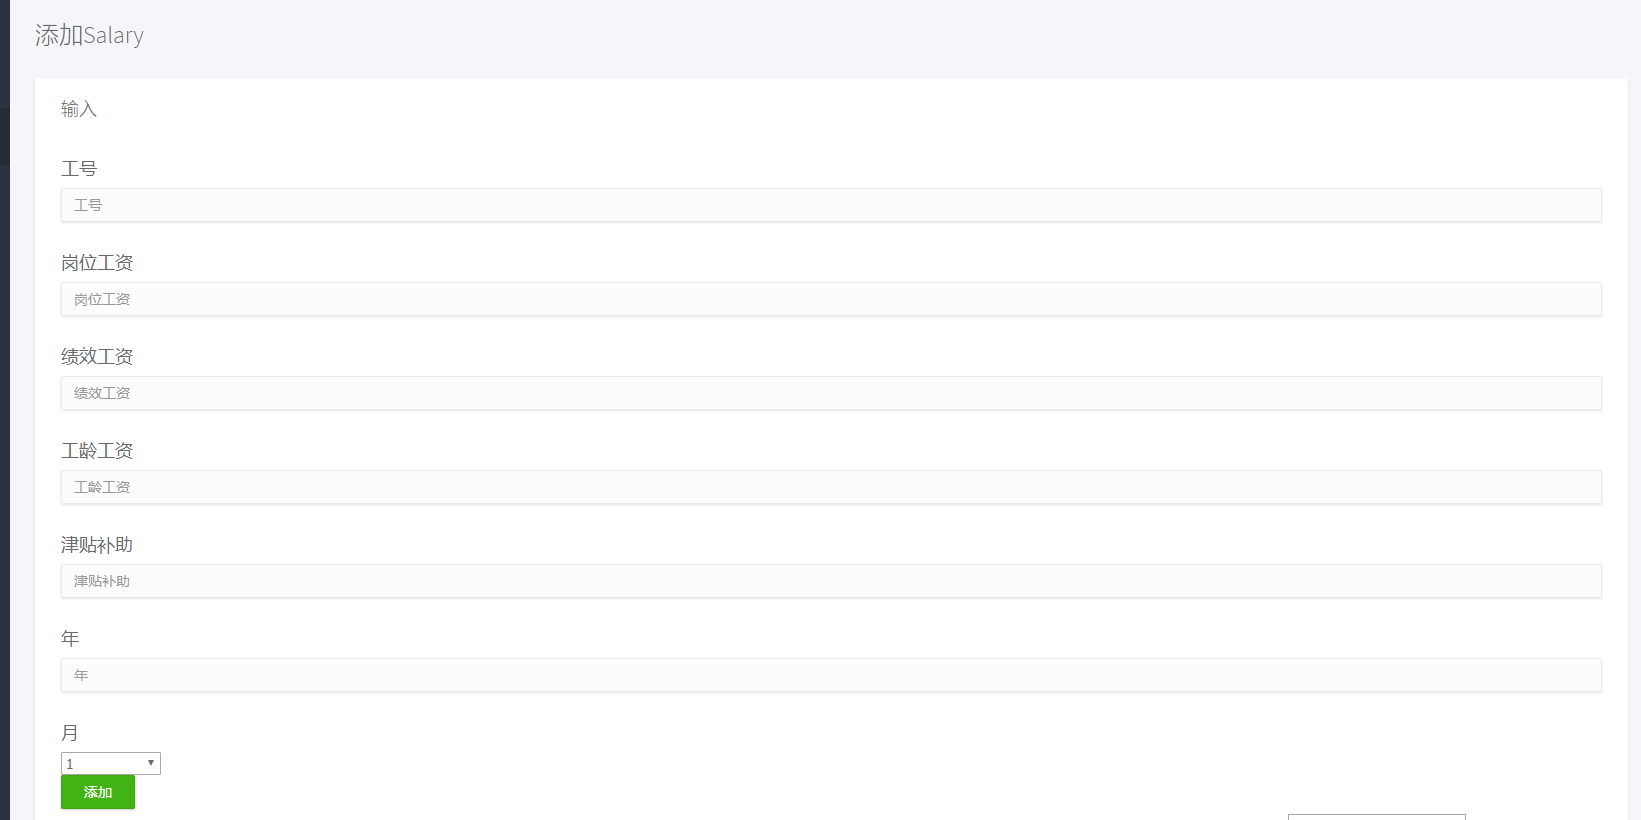 添加Salary
输入
工号
工号
岗位工资
岗位工资
绩效工资
绩效工资
工龄工资
工龄工资
津贴补助
津贴补助
年
年
月
1
添加